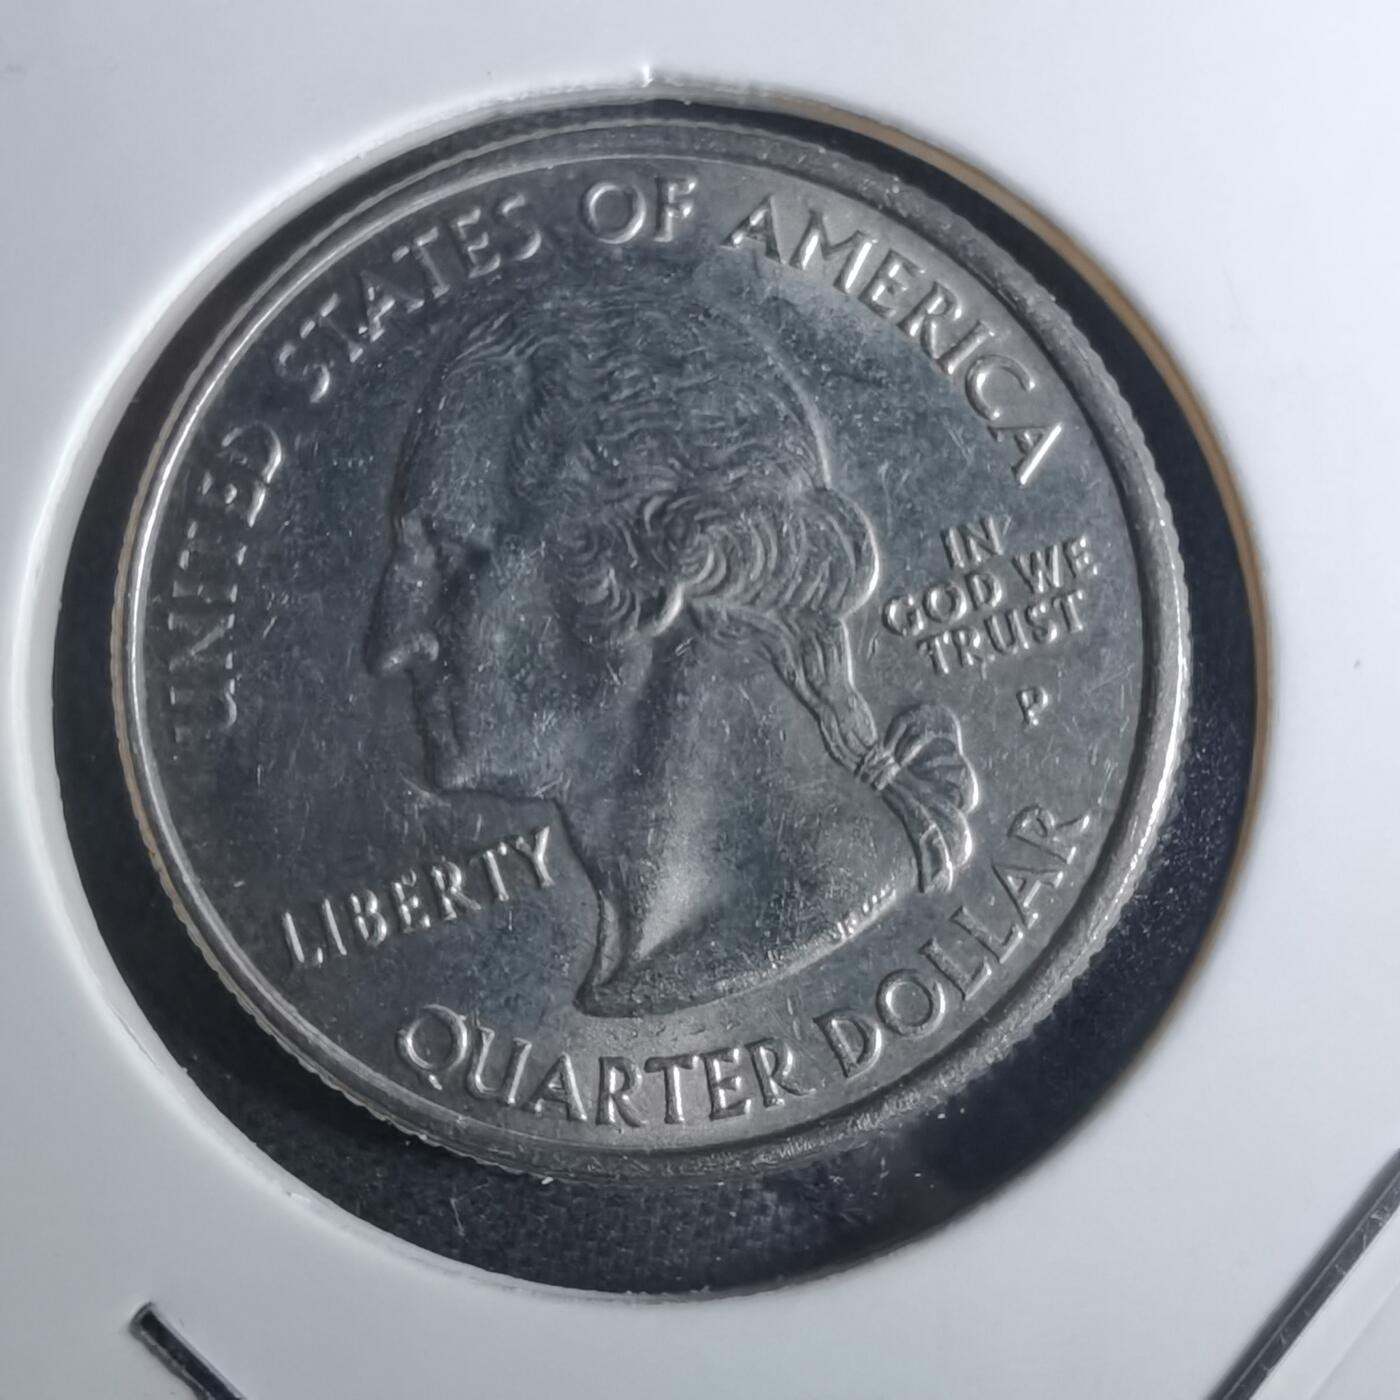 UNITED STATES OF AMERICA
IN
GOD WE
TRUST
P
LIBERTY
QUARTER DOLLAR